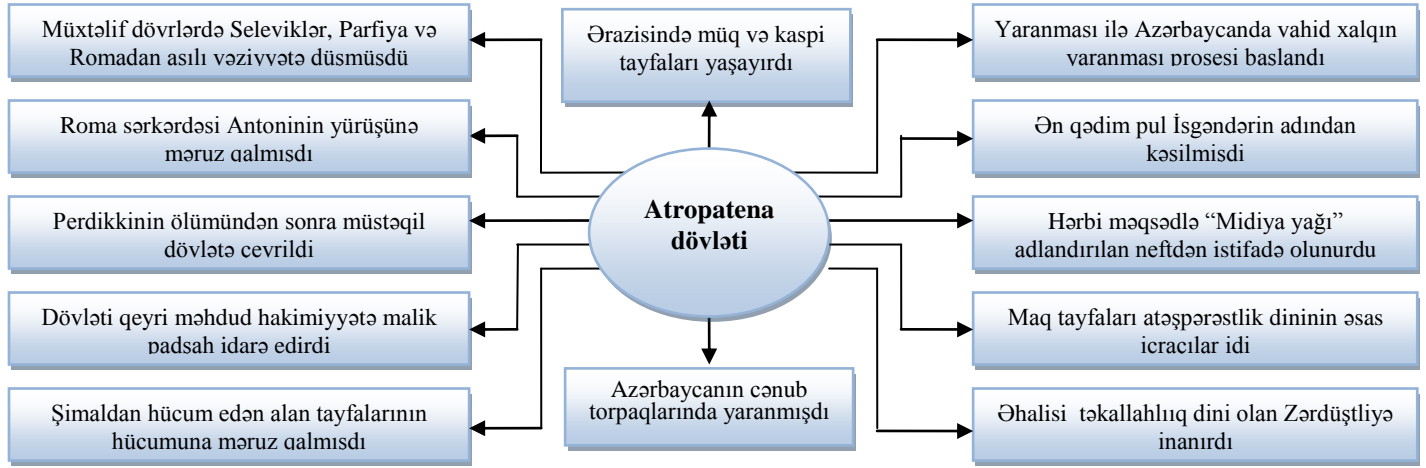 Müxtəlif dövrlərdə Seleviklər, Parfiya və
Romadan asılı vəziyyətə düşmüşdü
Roma sərkərdəsi Antoninin yürüşünə
məruz qalmışdı
Perdikkinin ölümündən sonra müstəqil
dövlətə çevrildi
Dövləti qeyri məhdud hakimiyyətə malik
padşah idarə edirdi
Şimaldan hücum edən alan tayfalarının
hücumuna məruz qalmışdı
Ərazisində müq və kaspi
tayfaları yaşayırdı
Atropatena
dövləti
Azərbaycanın cənub
torpaqlarında yaranmışdı
Yaranması ilə Azərbaycanda vahid xalqın
yaranması prosesi başlandı
Ən qədim pul İsgəndərin adından
kəsilmişdi
Hərbi məqsədlə “Midiya yağı”
adlandırılan neftdən istifadə olunurdu
Maq tayfaları atəşpərəstlik dininin əsas
icracılar idi
Əhalisi təkallahlııq dini olan Zərdüştliyə
inanırdı